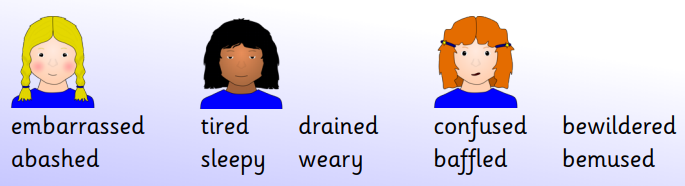 embarrassed
abashed
tired drained
sleepy weary
confused bewildered
baffled bemused